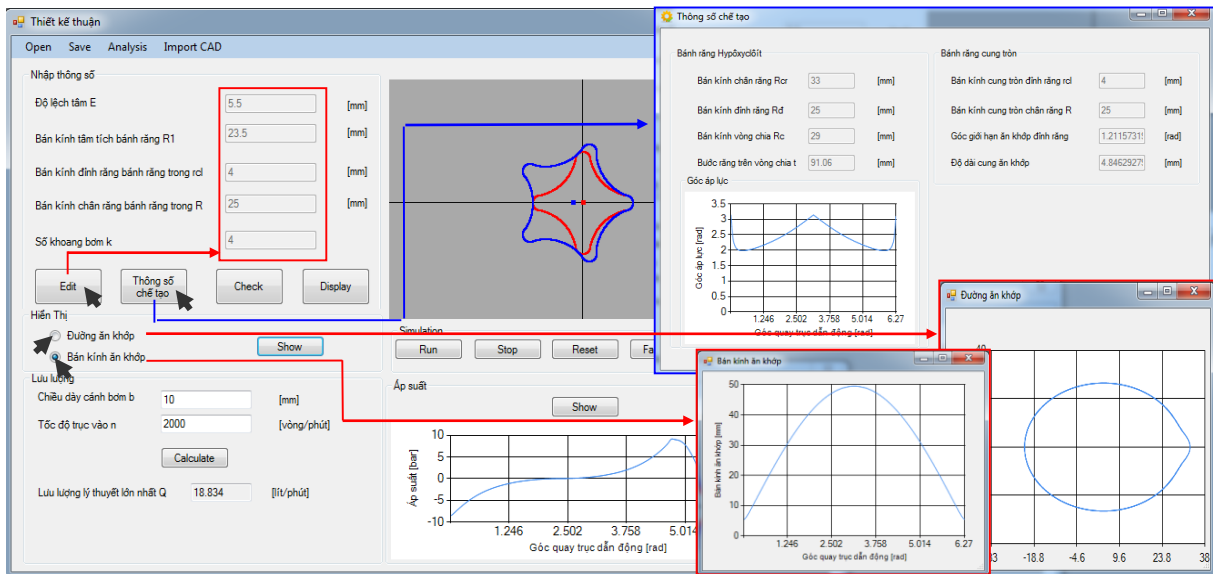 Thiết kế thuận
Open Save Analysis Import CAD
Nhập thông số
Độ lệch tâm E 5.5 [mm]
Bán kính tâm tích bánh răng R1 23.5 [mm]
Bán kính đỉnh răng bánh răng trong rcl 4 [mm]
Bán kính chân răng bánh răng trong R 25 [mm]
Số khoang bơm k 4
Edit Thông số chế tạo Check Display
Hiển Thị
Đường ăn khớp
Bán kính ăn khớp
Show
Lưu lượng
Chiều dày cánh bơm b 10 [mm]
Tốc độ trục vào n 2000 [vòng/phút]
Calculate
Lưu lượng lý thuyết lớn nhất Q 18.834 [lít/phút]
Simulation
Run Stop Reset Fa
Áp suất
Show
Áp suất [bar]
10
5
0
-5
-10
1.246 2.502 3.758 5.014
Góc quay trục dẫn động [rad]
Thông số chế tạo
Bánh răng Hypôxyclôít
Bán kính chân răng Rcr 33 [mm]
Bán kính đỉnh răng Rđ 25 [mm]
Bán kính vòng chia Rc 29 [mm]
Bước răng trên vòng chia t 91.06 [mm]
Bánh răng cung tròn
Bán kính cung tròn đỉnh răng rcl 4 [mm]
Bán kính cung tròn chân răng R 25 [mm]
Góc giới hạn ăn khớp đỉnh răng 1.2115731 [rad]
Độ dài cung ăn khớp 4.8462927 [mm]
Góc áp lực
Góc áp lực [rad]
3.5
3
2.5
2
1.5
1
0.5
0
1.246 2.502 3.758 5.014 6.27
Góc quay trục dẫn động [rad]
Bán kính ăn khớp
Bán kính ăn khớp [mm]
50
40
30
20
10
0
1.246 2.502 3.758 5.014 6.27
Góc quay trục dẫn động [rad]
Đường ăn khớp
40
-18.8 -4.6 9.6 23.8 38